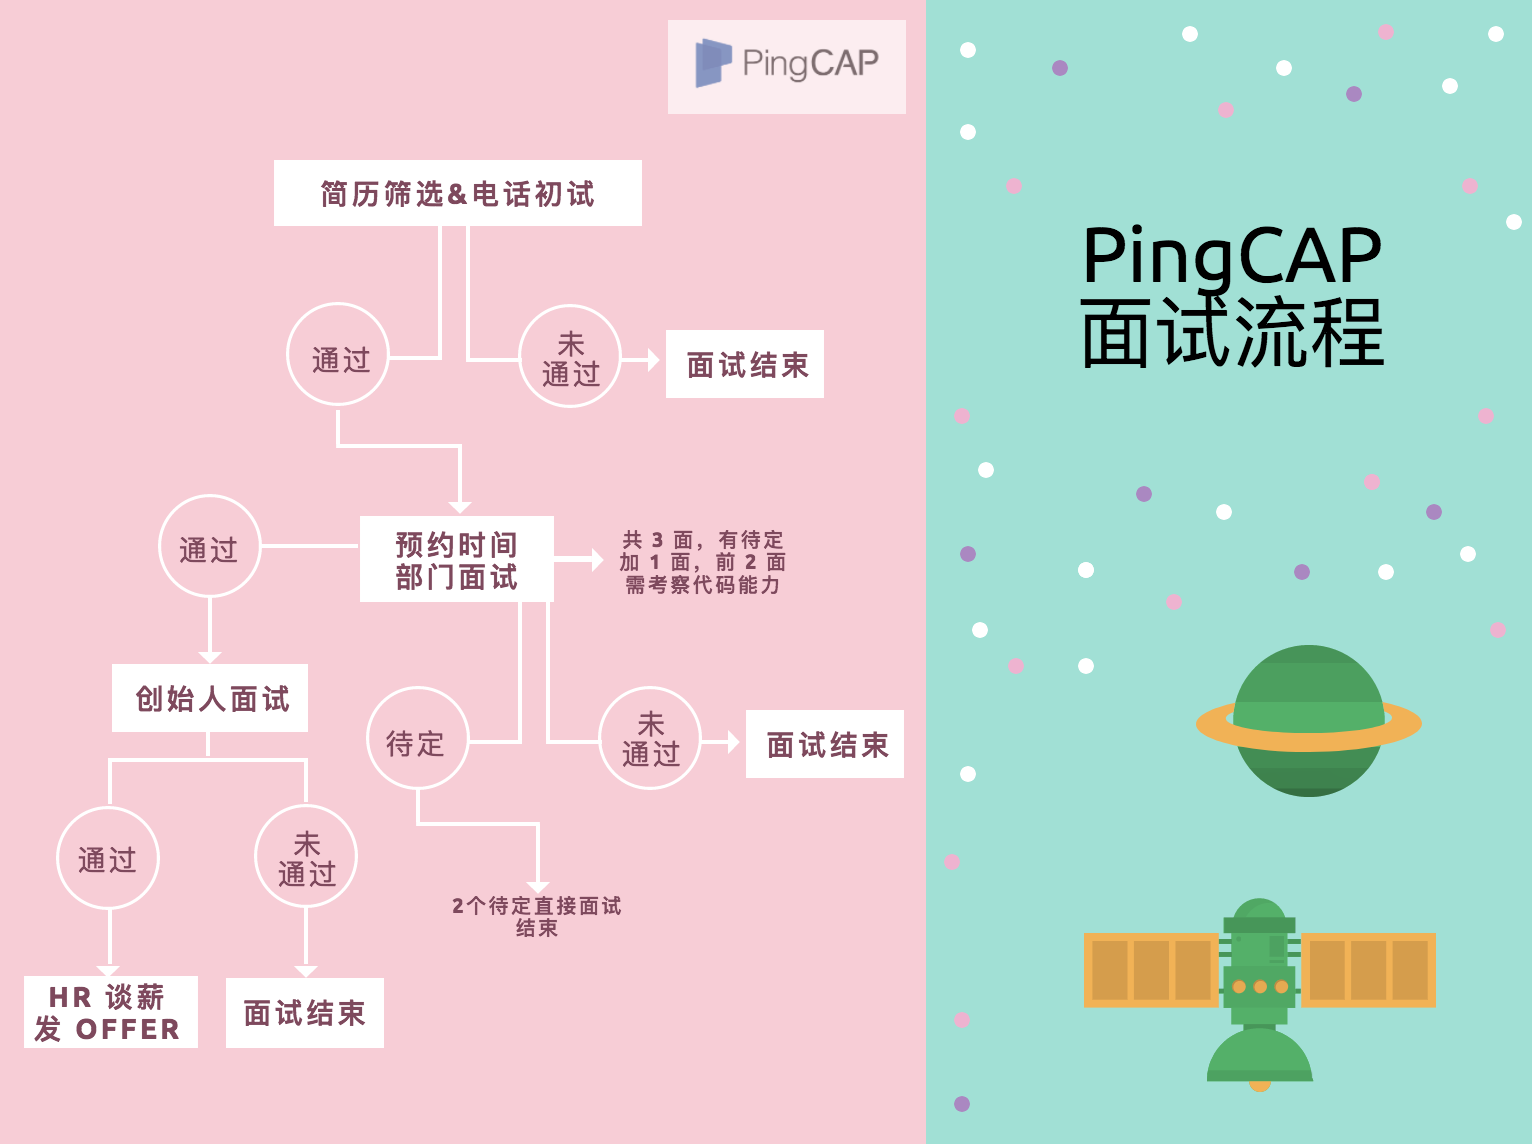 PingCAP
简历筛选&电话初试
通过
未
通过
面试结束
预约时间
部门面试
共 3 面，有待定
加 1 面，前 2 面
需考察代码能力
通过
创始人面试
待定
未
通过
面试结束
通过
未
通过
2个待定直接面试
结束
HR 谈薪
发 OFFER
面试结束
PingCAP
面试流程